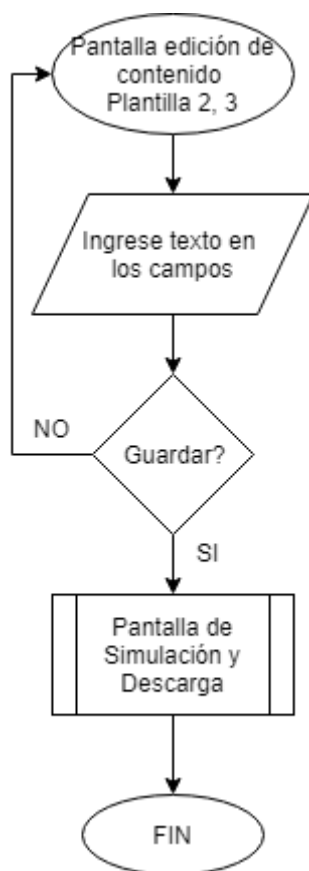 Pantalla edición de
contenido
Plantilla 2, 3
Ingrese texto en
los campos
NO
Guardar?
SI
Pantalla de
Simulación y
Descarga
FIN